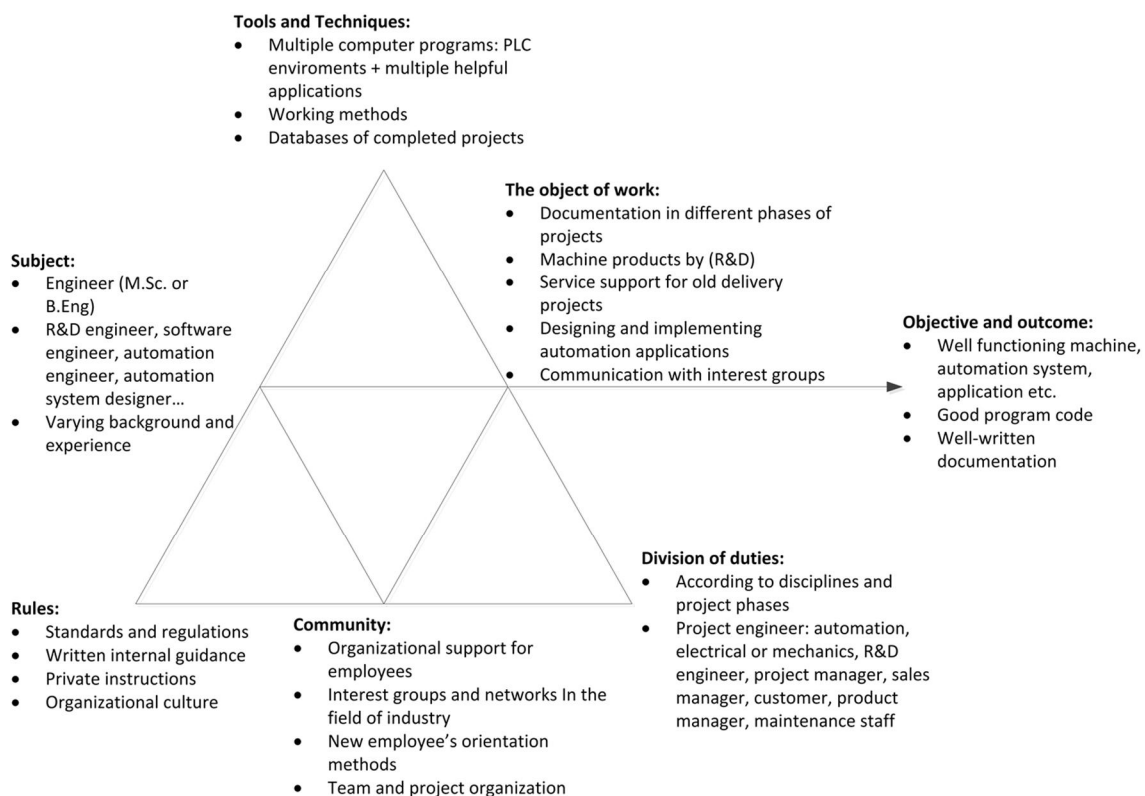 Tools and Techniques:
• Multiple computer programs: PLC
enviroments + multiple helpful
applications
• Working methods
• Databases of completed projects
The object of work:
• Documentation in different phases of
projects
• Machine products by (R&D)
• Service support for old delivery
projects
• Designing and implementing
automation applications
• Communication with interest groups
Subject:
• Engineer (M.Sc. or
B.Eng)
• R&D engineer, software
engineer, automation
engineer, automation
system designer…
• Varying background and
experience
Objective and outcome:
• Well functioning machine,
automation system,
application etc.
• Good program code
• Well-written
documentation
Rules:
• Standards and regulations
• Written internal guidance
• Private instructions
• Organizational culture
Community:
• Organizational support for
employees
• Interest groups and networks In the
field of industry
• New employee's orientation
methods
• Team and project organization
Division of duties:
• According to disciplines and
project phases
• Project engineer: automation,
electrical or mechanics, R&D
engineer, project manager, sales
manager, customer, product
manager, maintenance staff